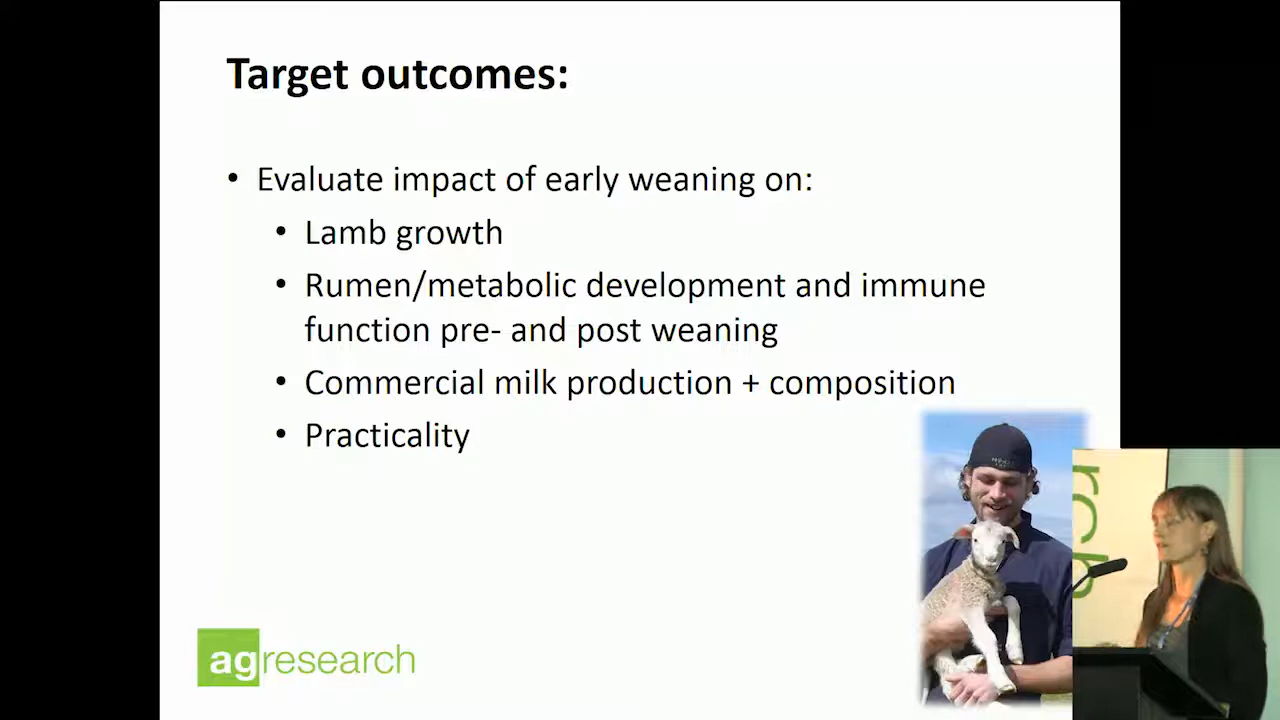 Target outcomes:
• Evaluate impact of early weaning on:
• Lamb growth
• Rumen/metabolic development and immune
function pre- and post weaning
• Commercial milk production + composition
• Practicality
agresearch